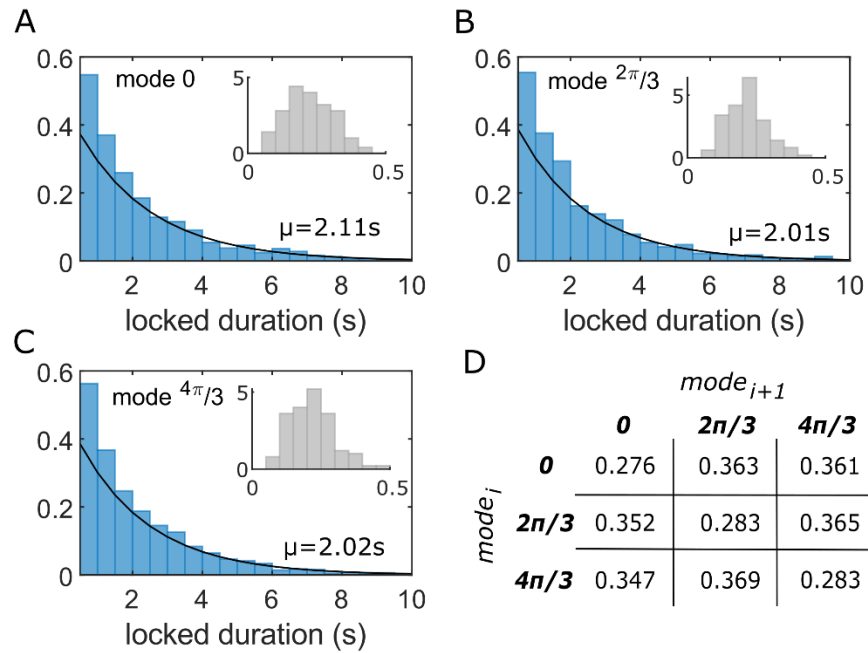 A
0.6
0.4
0.2
0
mode 0
5
0
0
0.5
μ=2.11s
2 4 6 8 10
locked duration (s)
B
0.6
0.4
0.2
0
mode 2π/3
5
0
0
0.5
μ=2.01s
2 4 6 8 10
locked duration (s)
C
0.6
0.4
0.2
0
mode 4π/3
5
0
0
0.5
μ=2.02s
2 4 6 8 10
locked duration (s)
D
mode i+1
0 2π/3 4π/3
mode i
0 0.276 0.363 0.361
2π/3 0.352 0.283 0.365
4π/3 0.347 0.369 0.283